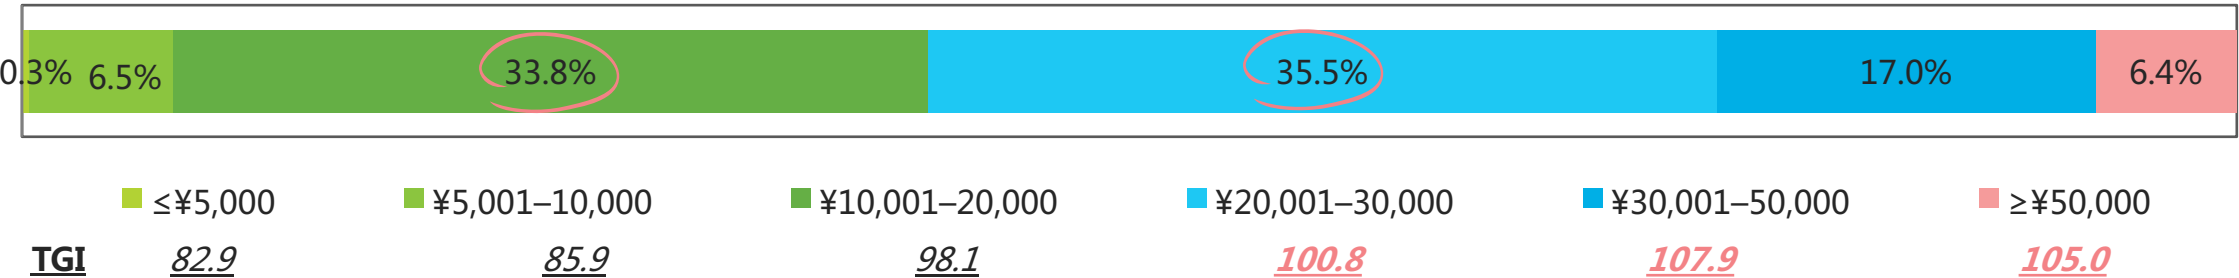 0.3% 6.5% 33.8% 35.5% 17.0% 6.4%
≤¥5,000 ¥5,001–10,000 ¥10,001–20,000 ¥20,001–30,000 ¥30,001–50,000 ≥¥50,000
TGI 82.9 85.9 98.1 100.8 107.9 105.0